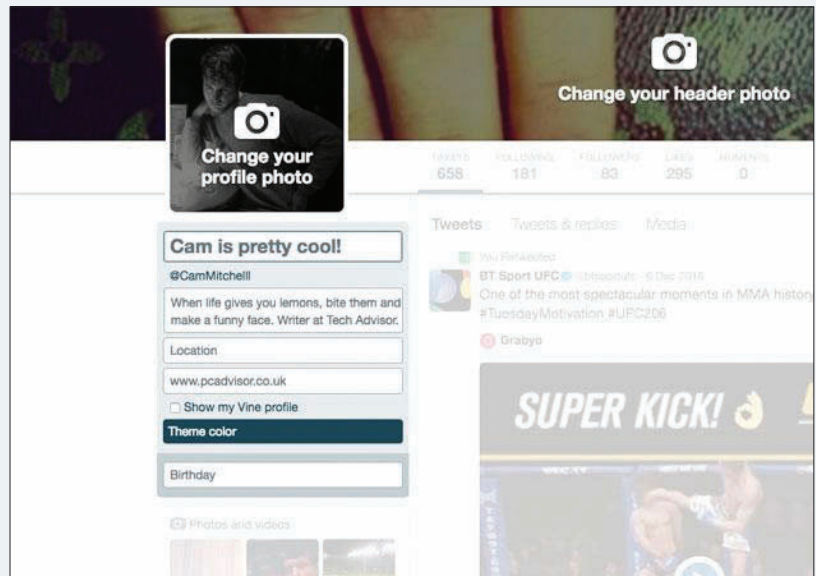 Change your header photo
Change your
profile photo
TWEETS FOLLOWING FOLLOWERS LIKES MOMENTS
658 181 83 295 0
Cam is pretty cool!
@CamMitchelll
When life gives you lemons, bite them and
make a funny face. Writer at Tech Advisor.
Location
www.pcadvisor.co.uk
Show my Vine profile
Theme color
Birthday
Photos and videos
Tweets Tweets & replies Media
You Retweeted
BT Sport UFC @btsportufc · 6 Dec 2016
One of the most spectacular moments in MMA history
#TuesdayMotivation #UFC206
Grabyo
SUPER KICK!